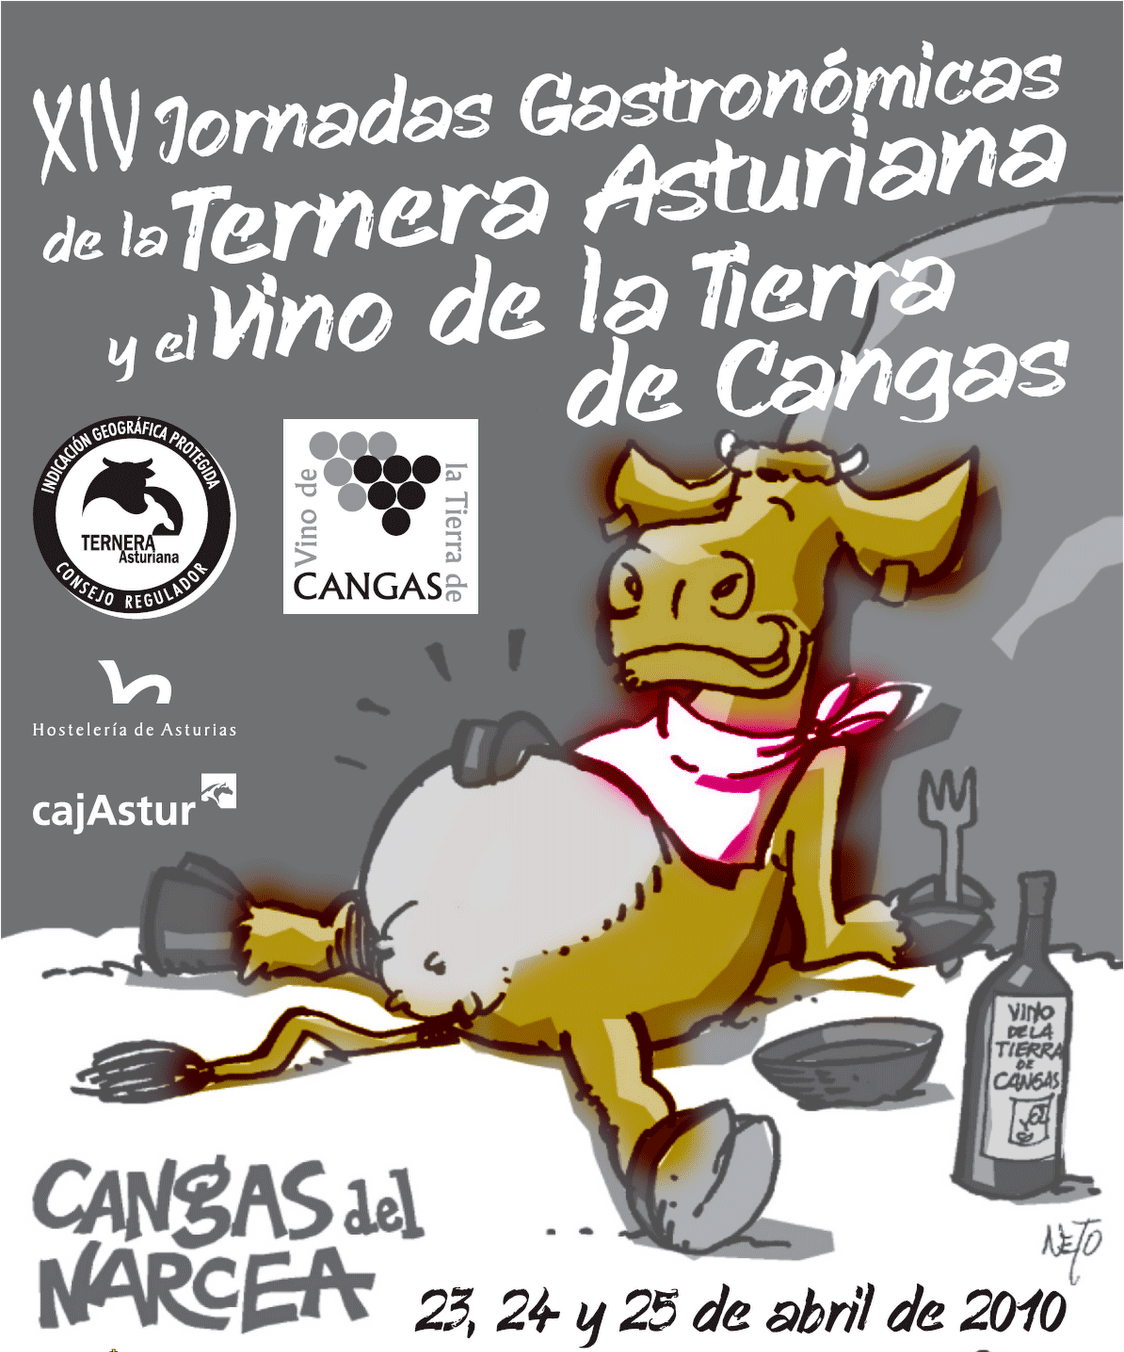 XIV Jornadas Gastronómicas
de la Ternera Asturiana
y el Vino de la Tierra
de Cangas
INDICACIÓN GEOGRÁFICA PROTEGIDA
TERNERA
Asturiana
CONSEJO REGULADOR
Vino de
la Tierra de
CANGAS
Hostelería de Asturias
cajAstur
VINO
DE LA
TIERRA
DE
CANGAS
NETO
CANGAS del
NARCEA
23, 24 y 25 de abril de 2010